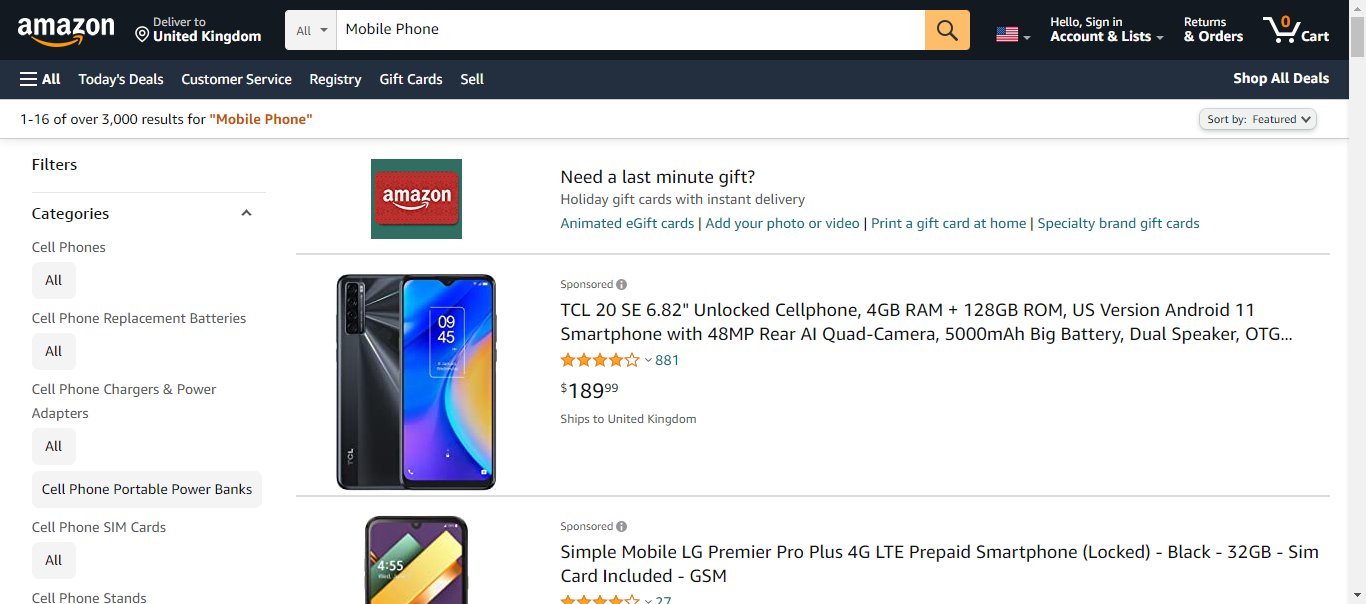 amazon
Deliver to
United Kingdom
All
Mobile Phone
Hello, Sign in
Account & Lists
Returns
& Orders
0
Cart
All
Today's Deals
Customer Service
Registry
Gift Cards
Sell
Shop All Deals
1-16 of over 3,000 results for "Mobile Phone"
Sort by: Featured
Filters
Categories
Cell Phones
All
Cell Phone Replacement Batteries
All
Cell Phone Chargers & Power
Adapters
All
Cell Phone Portable Power Banks
Cell Phone SIM Cards
All
Cell Phone Stands
amazon
Need a last minute gift?
Holiday gift cards with instant delivery
Animated eGift cards | Add your photo or video | Print a gift card at home | Specialty brand gift cards
09
45
TCL
Sponsored
TCL 20 SE 6.82" Unlocked Cellphone, 4GB RAM + 128GB ROM, US Version Android 11
Smartphone with 48MP Rear AI Quad-Camera, 5000mAh Big Battery, Dual Speaker, OTG...
881
$18999
Ships to United Kingdom
4:55
Sponsored
Simple Mobile LG Premier Pro Plus 4G LTE Prepaid Smartphone (Locked) - Black - 32GB - Sim
Card Included - GSM
27